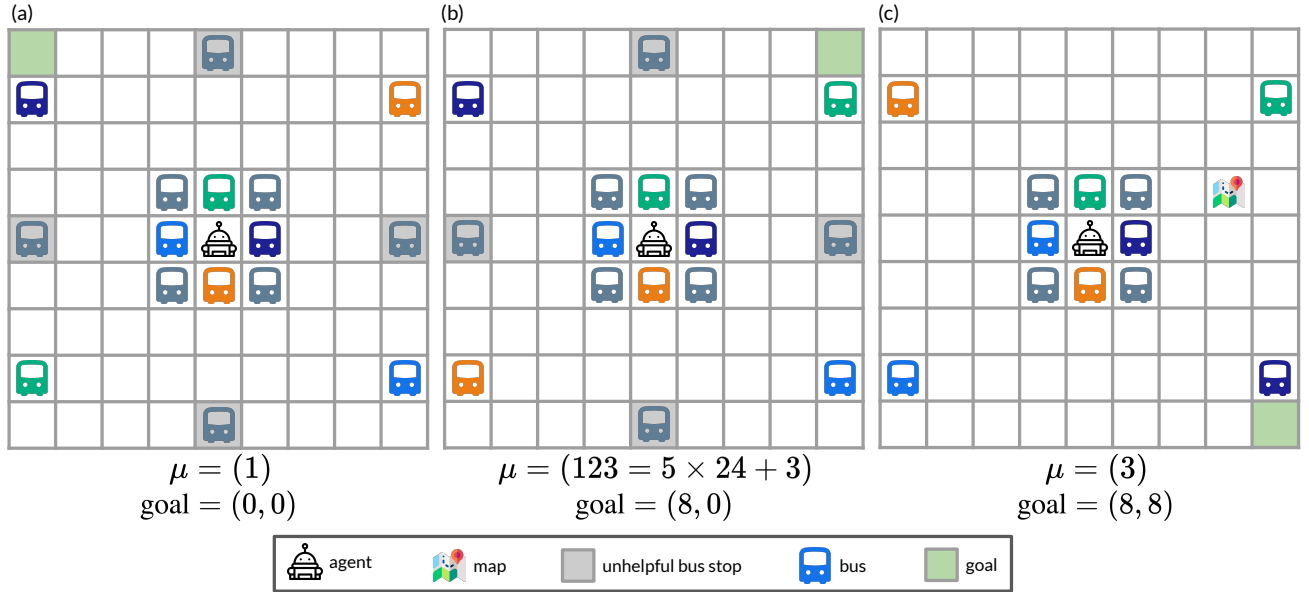 (a)
(b)
(c)
μ = (1)
goal = (0, 0)
μ = (123 = 5 × 24 + 3)
goal = (8, 0)
μ = (3)
goal = (8, 8)
agent
map
unhelpful bus stop
bus
goal